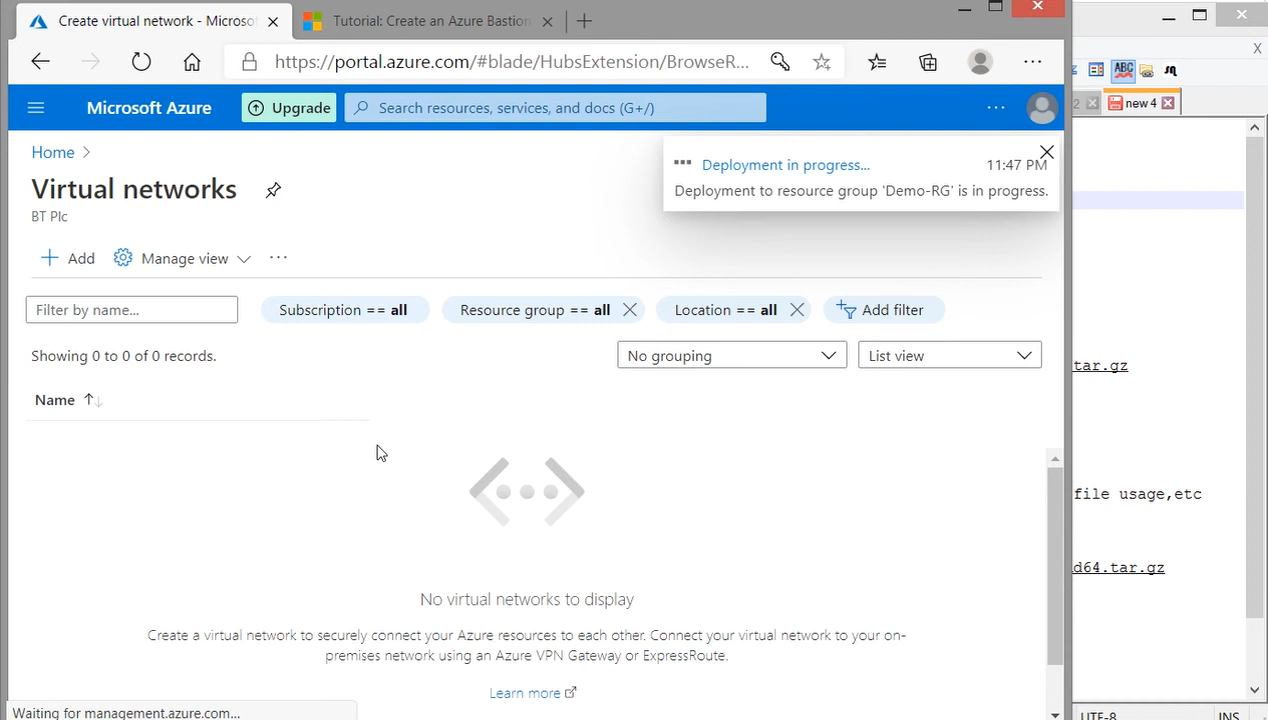 Create virtual network - Microso
Tutorial: Create an Azure Bastion
https://portal.azure.com/#blade/HubsExtension/BrowseR...
ABC
2
new 4
Microsoft Azure
Upgrade
Search resources, services, and docs (G+/)
Home
Deployment in progress...
11:47 PM
Deployment to resource group 'Demo-RG' is in progress.
Virtual networks
BT Plc
Add
Manage view
Filter by name...
Subscription == all
Resource group == all
Location == all
Add filter
Showing 0 to 0 of 0 records.
No grouping
List view
tar.gz
Name
file usage,etc
d64.tar.gz
No virtual networks to display
Create a virtual network to securely connect your Azure resources to each other. Connect your virtual network to your on-
premises network using an Azure VPN Gateway or ExpressRoute.
Learn more
Waiting for management.azure.com...
UTF-8
INS